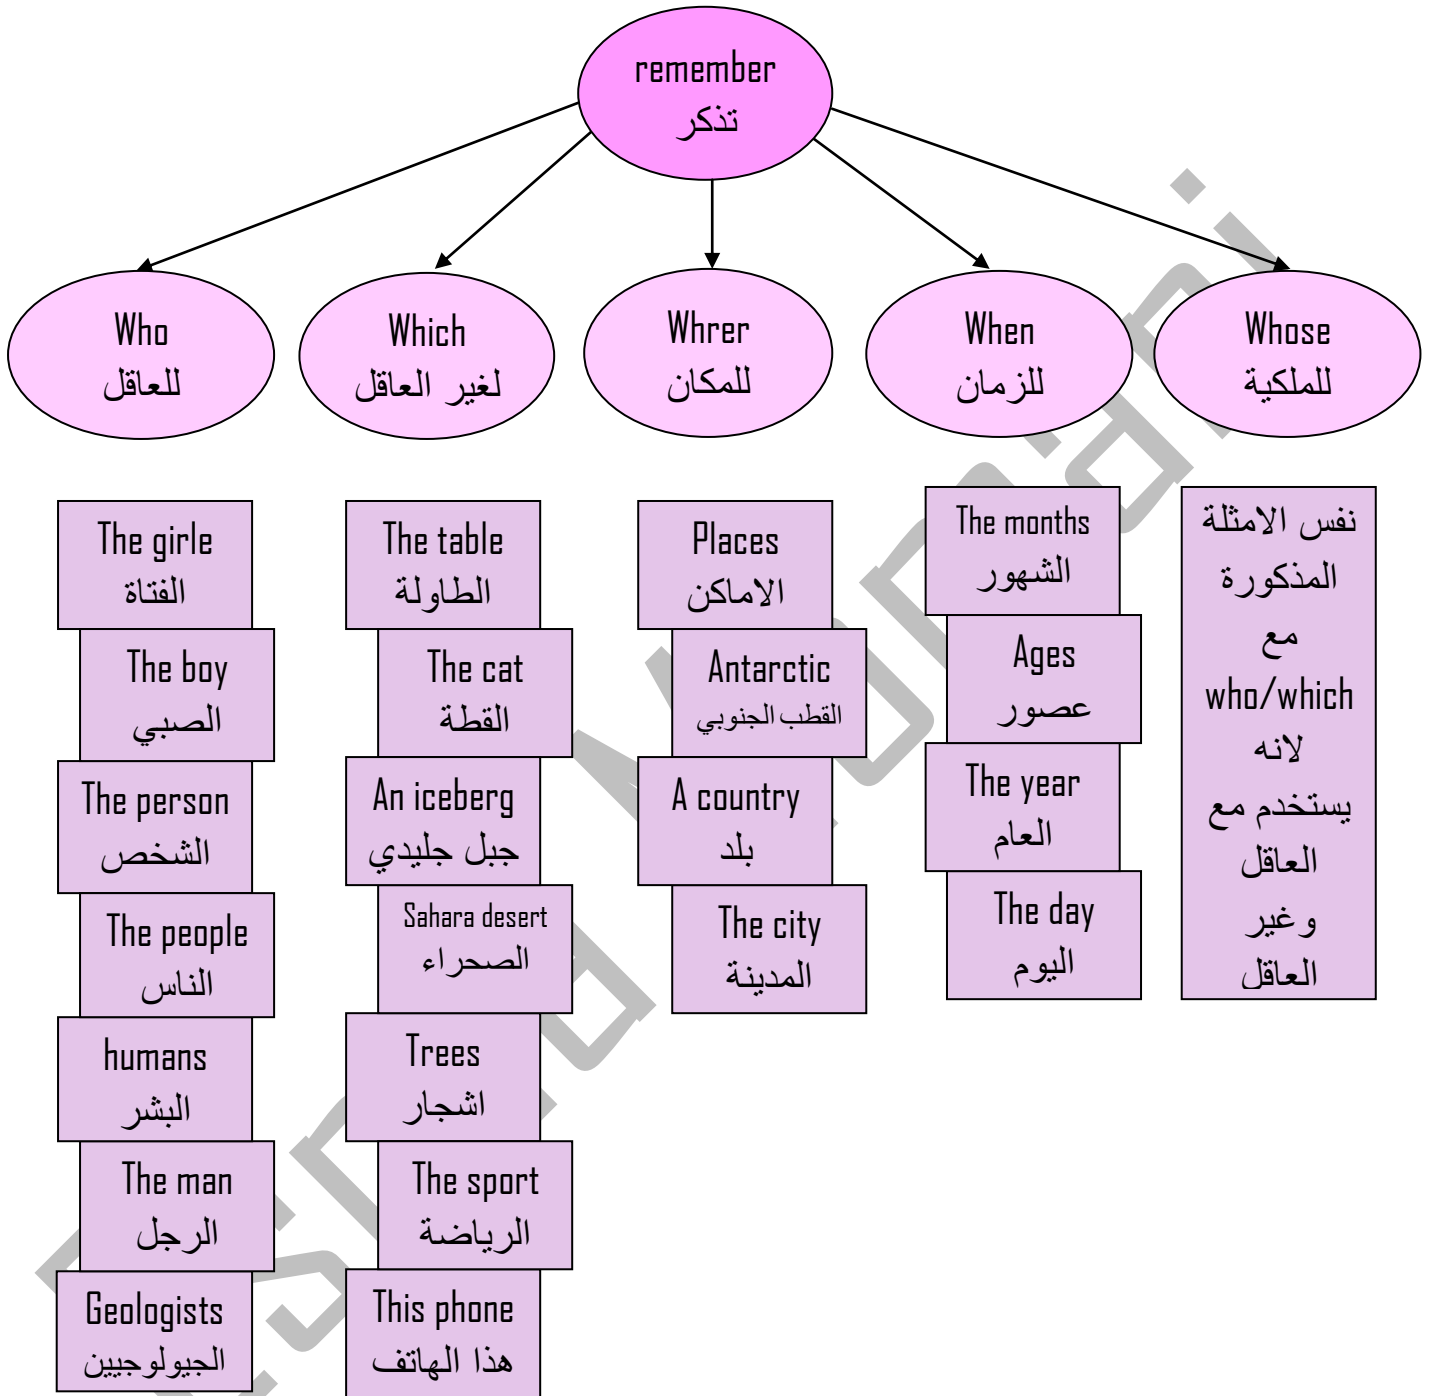 remember
تذكر
Who
للعاقل
Which
لغير العاقل
Whrer
للمكان
When
للزمان
Whose
للملكية
The girle
الفتاة
The boy
الصبي
The person
الشخص
The people
الناس
humans
البشر
The man
الرجل
Geologists
الجيولوجيين
The table
الطاولة
The cat
القطة
An iceberg
جبل جليدي
Sahara desert
الصحراء
Trees
اشجار
The sport
الرياضة
This phone
هذا الهاتف
Places
الاماكن
Antarctic
القطب الجنوبي
A country
بلد
The city
المدينة
The months
الشهور
Ages
عصور
The year
العام
The day
اليوم
نفس الامثلة
المذكورة
مع
who/which
لانه
يستخدم مع
العاقل
وغير
العاقل